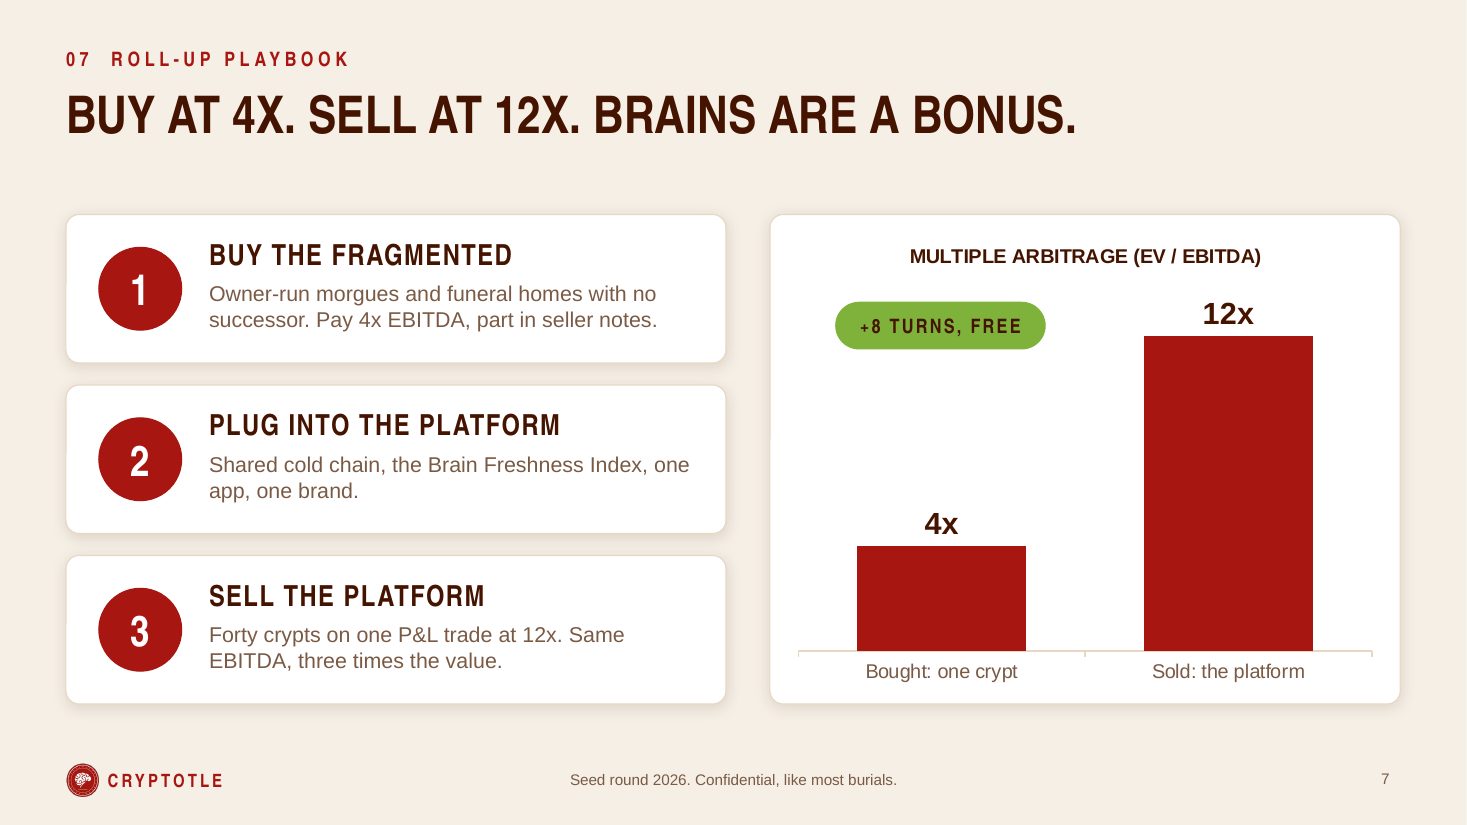 07 ROLL-UP PLAYBOOK
BUY AT 4X. SELL AT 12X. BRAINS ARE A BONUS.
1
BUY THE FRAGMENTED
Owner-run morgues and funeral homes with no
successor. Pay 4x EBITDA, part in seller notes.
2
PLUG INTO THE PLATFORM
Shared cold chain, the Brain Freshness Index, one
app, one brand.
3
SELL THE PLATFORM
Forty crypts on one P&L trade at 12x. Same
EBITDA, three times the value.
MULTIPLE ARBITRAGE (EV / EBITDA)
+8 TURNS, FREE
12x
4x
Bought: one crypt
Sold: the platform
CRYPTOTLE
Seed round 2026. Confidential, like most burials.
7